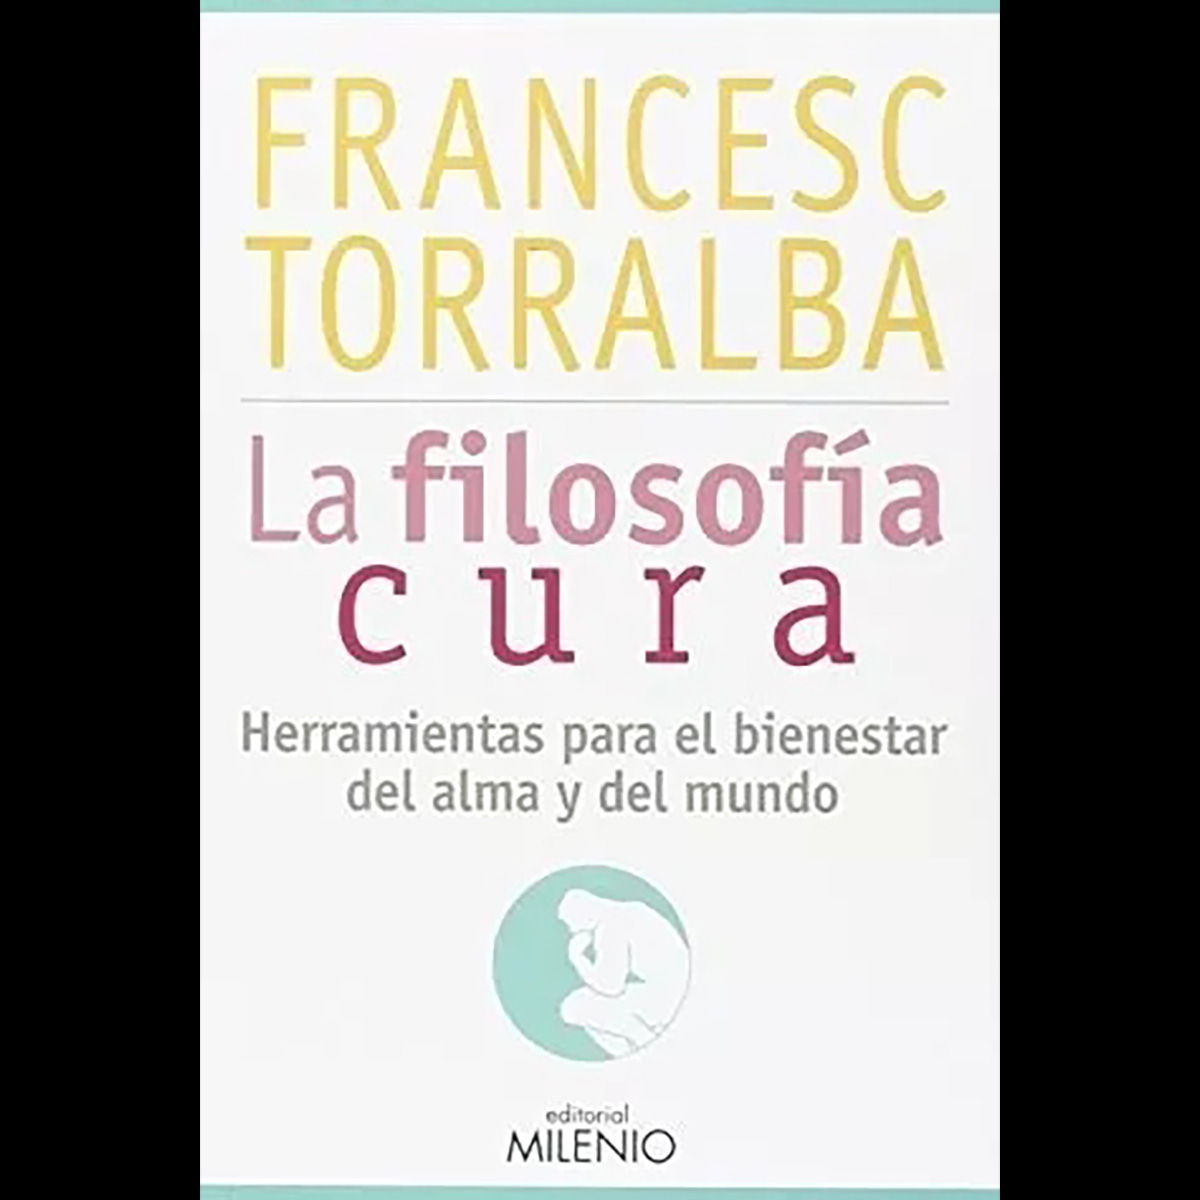 FRANCESC
TORRALBA
La filosofía
cura
Herramientas para el bienestar
del alma y del mundo
editorial
MILENIO